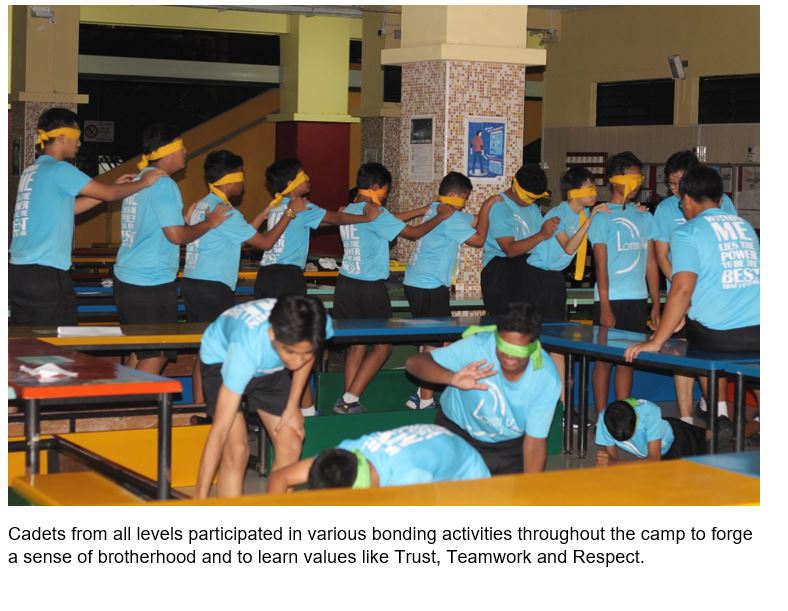 WITHIN
ME
LIES THE
POWER
TO BE THE
BEST
Cadets from all levels participated in various bonding activities throughout the camp to forge
a sense of brotherhood and to learn values like Trust, Teamwork and Respect.